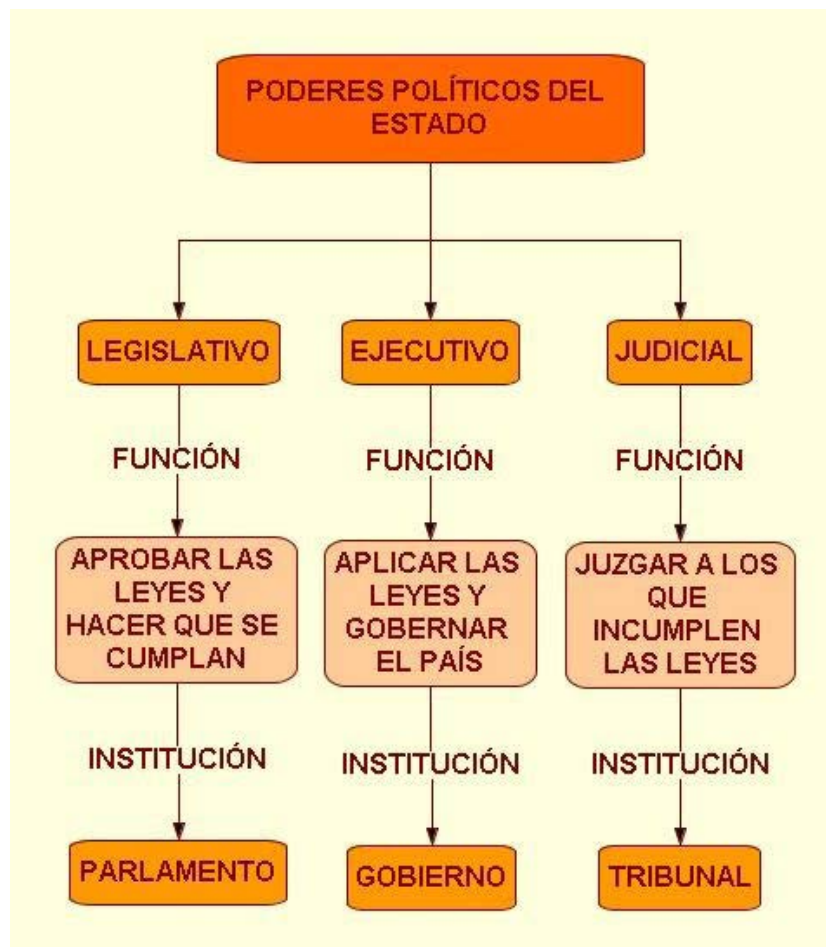 PODERES POLÍTICOS DEL
ESTADO
LEGISLATIVO
EJECUTIVO
JUDICIAL
FUNCIÓN
FUNCIÓN
FUNCIÓN
APROBAR LAS
LEYES Y
HACER QUE SE
CUMPLAN
APLICAR LAS
LEYES Y
GOBERNAR
EL PAÍS
JUZGAR A LOS
QUE
INCUMPLEN
LAS LEYES
INSTITUCIÓN
INSTITUCIÓN
INSTITUCIÓN
PARLAMENTO
GOBIERNO
TRIBUNAL